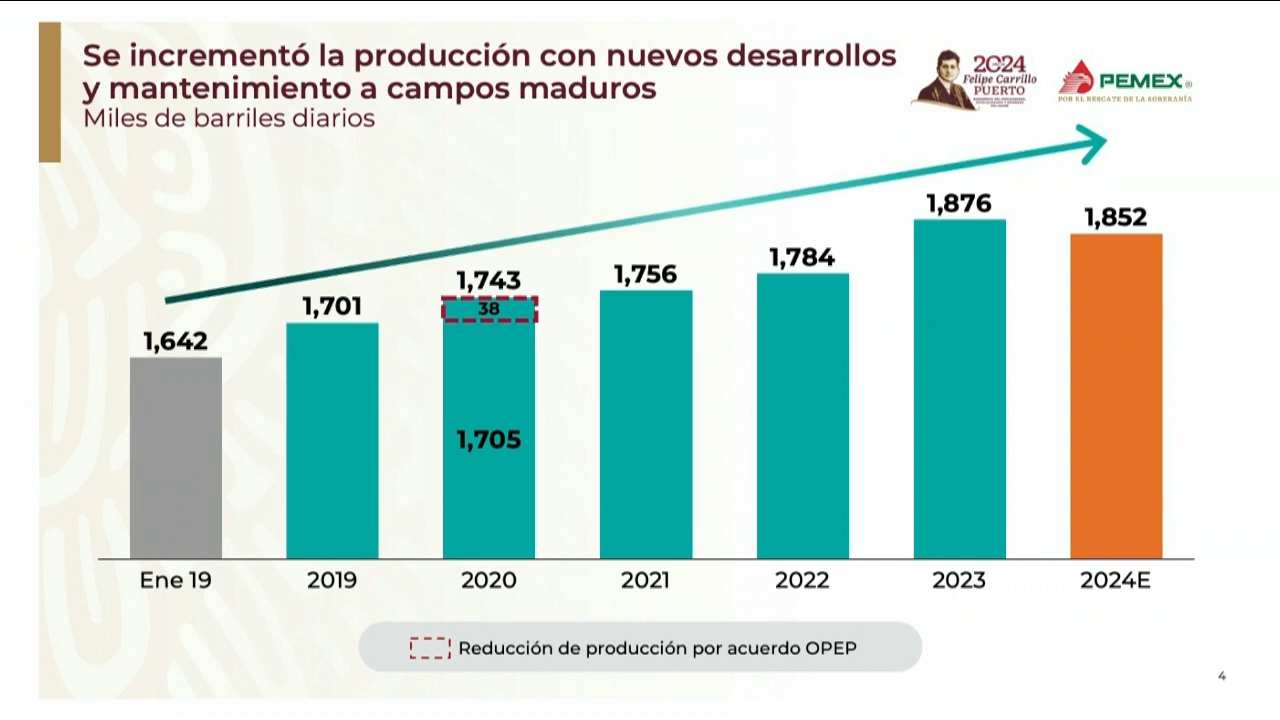 Se incrementó la producción con nuevos desarrollos
y mantenimiento a campos maduros
Miles de barriles diarios
2024
Felipe Carrillo
PUERTO
PEMEX®
POR EL RESCATE DE LA SOBERANÍA
1,642
1,701
1,743
38
1,705
1,756
1,784
1,876
1,852
Ene 19
2019
2020
2021
2022
2023
2024E
Reducción de producción por acuerdo OPEP
4